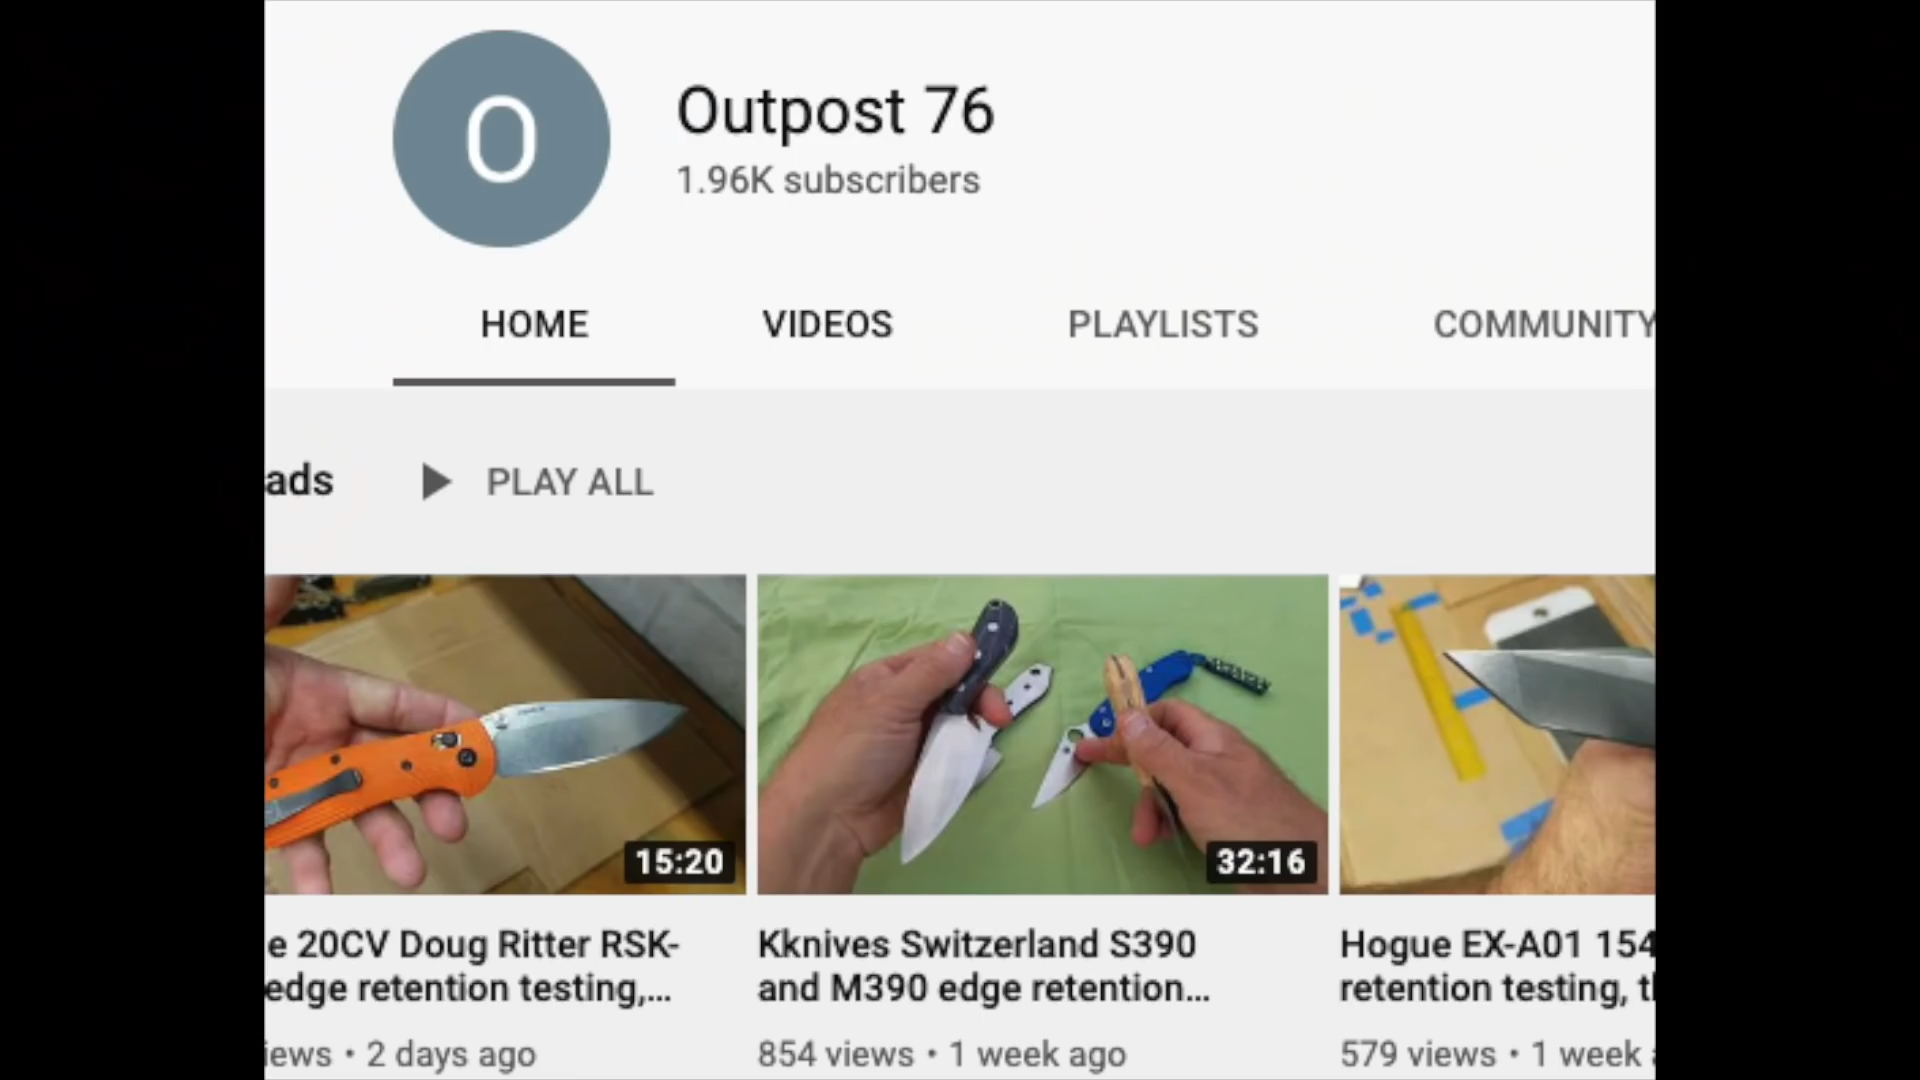 O
Outpost 76
1.96K subscribers
HOME VIDEOS PLAYLISTS COMMUNITY
ads PLAY ALL
15:20
32:16
e 20CV Doug Ritter RSK-
edge retention testing,...
iews • 2 days ago
Kknives Switzerland S390
and M390 edge retention...
854 views • 1 week ago
Hogue EX-A01 154
retention testing, t
579 views • 1 week